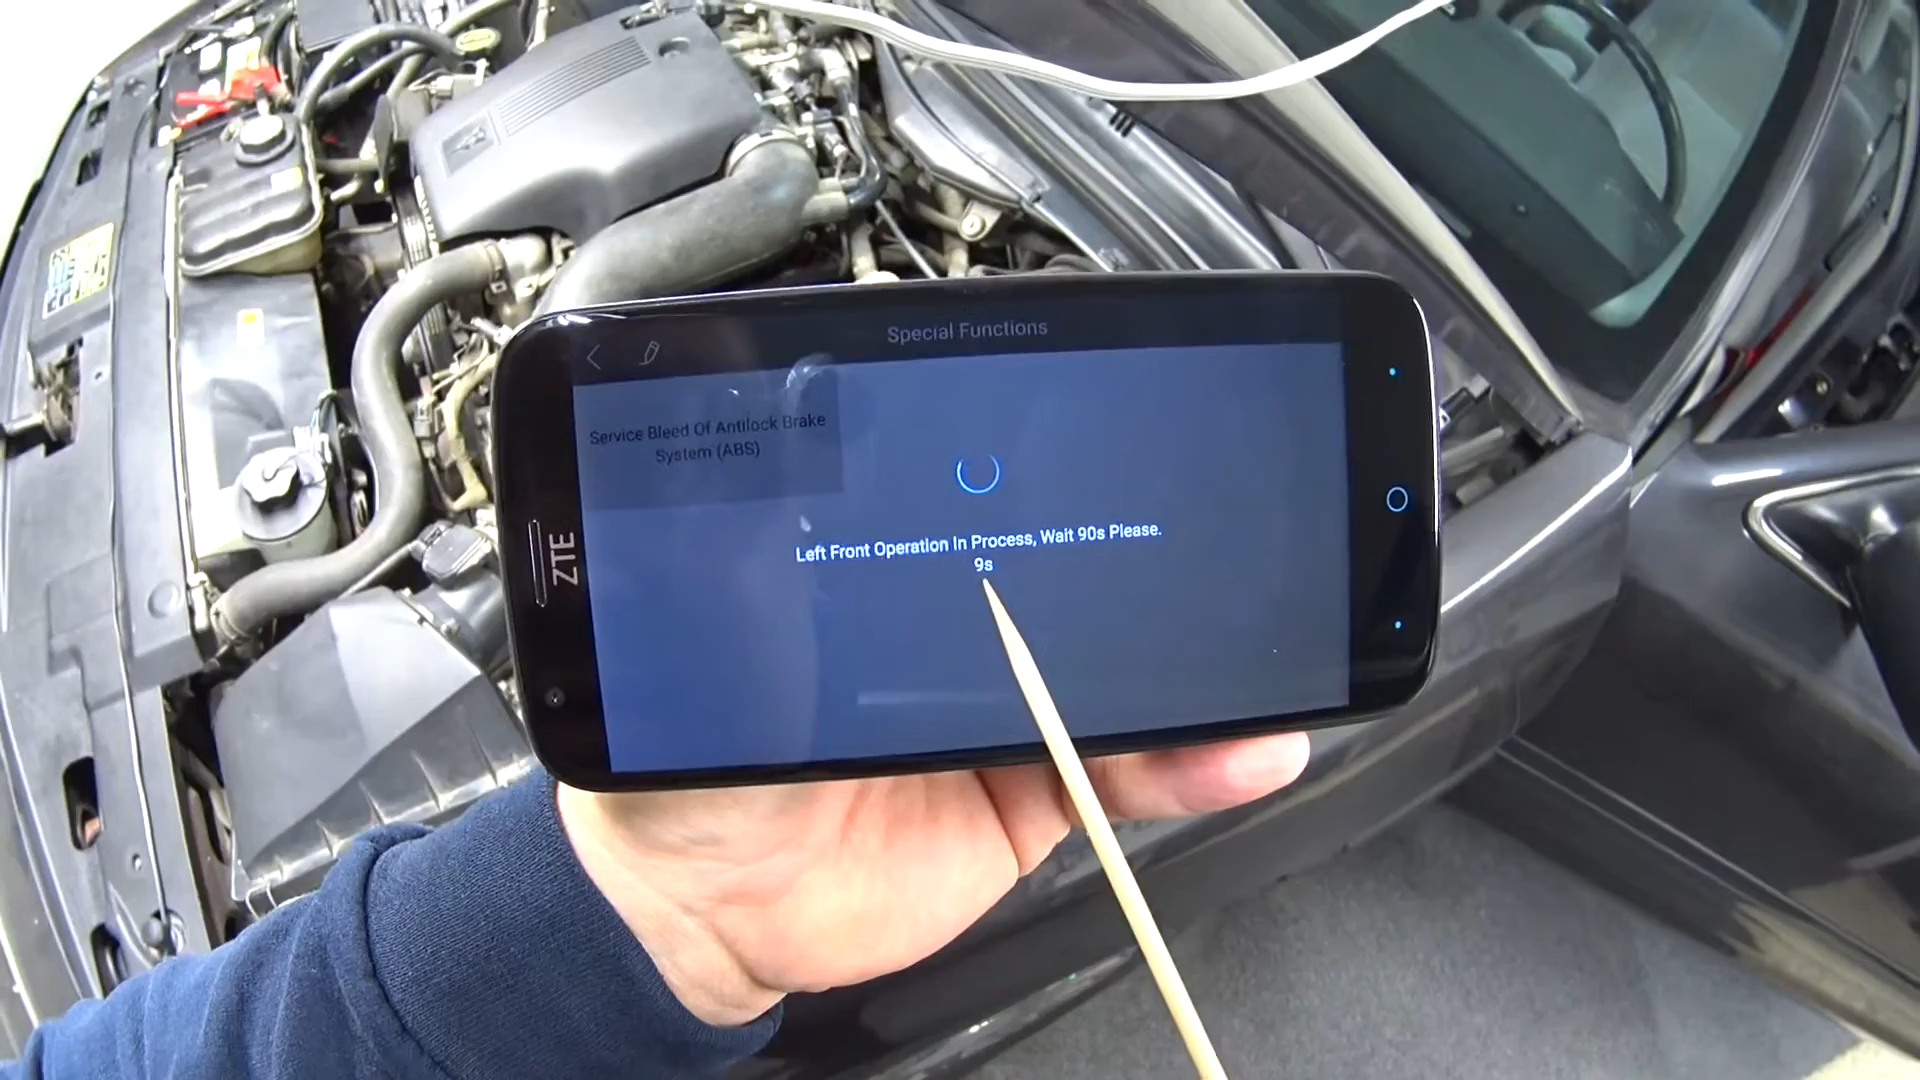 Special Functions
Service Bleed Of Antilock Brake
System (ABS)
Left Front Operation In Process, Wait 90s Please.
9s
ZTE